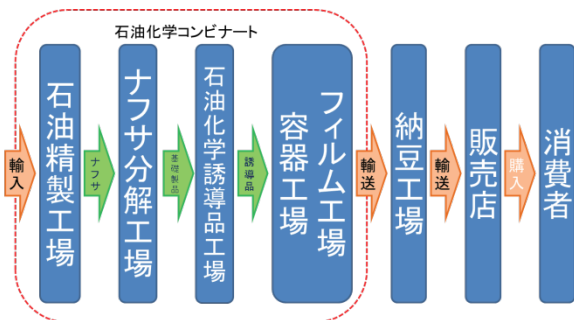 石油化学コンビナート
輸入
石油精製工場
ナフサ
ナフサ分解工場
基礎製品
石油化学誘導品工場
誘導品
フィルム工場
容器工場
輸送
納豆工場
輸送
販売店
購入
消費者